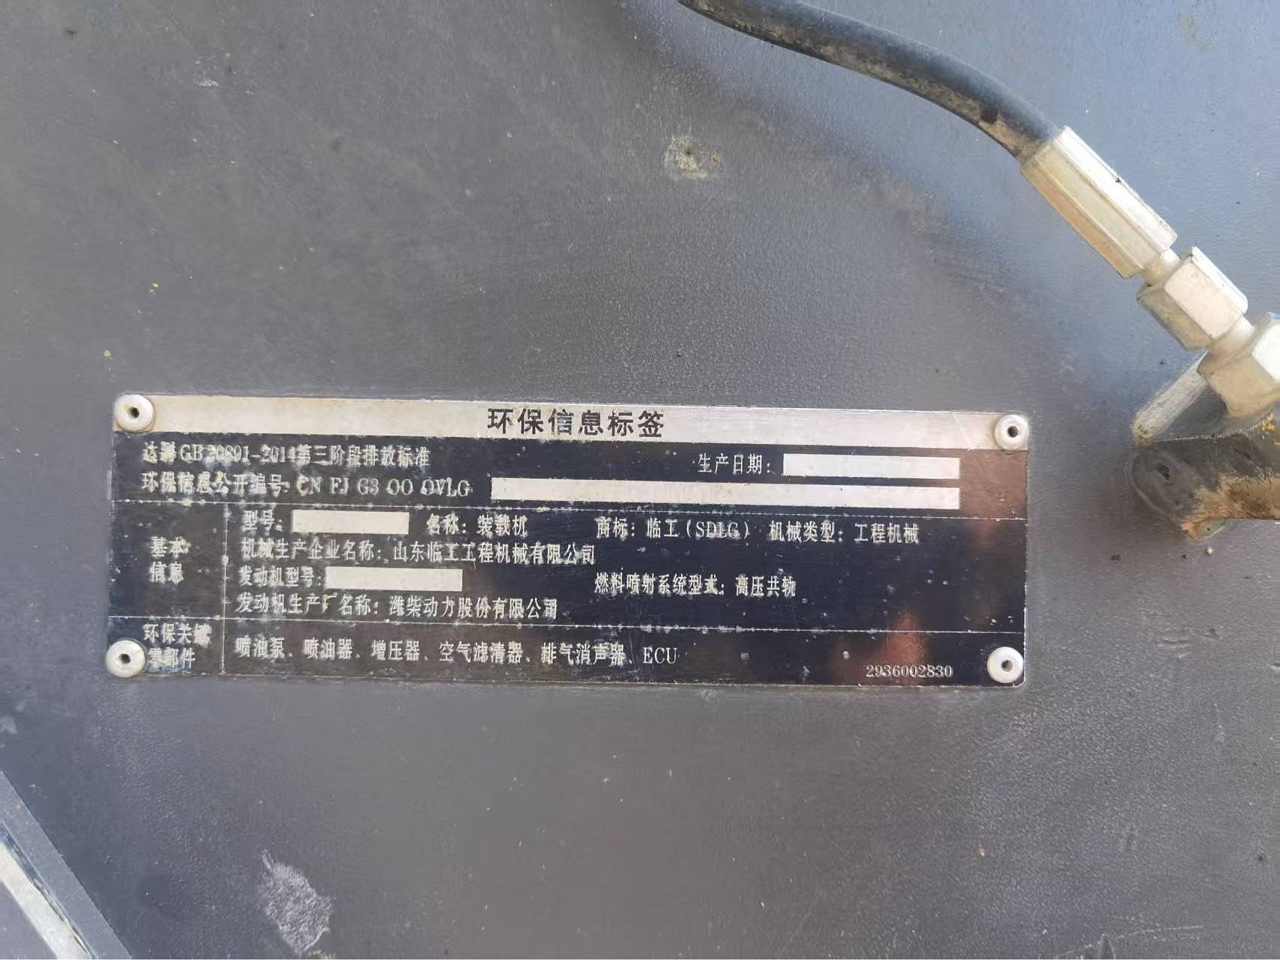 环保信息标签
达到GB 20891-2014第三阶段排放标准
生产日期:
环保信息公开编号: CN FJ G3 OO OVLG
基本信息
型号: 名称: 装载机 商标: 临工(SDLG) 机械类型: 工程机械
机械生产企业名称: 山东临工工程机械有限公司
发动机型号: 燃料喷射系统型式: 高压共轨
发动机生产厂名称: 潍柴动力股份有限公司
环保关键零部件
喷油泵、喷油器、增压器、空气滤清器、排气消声器、ECU
2936002830